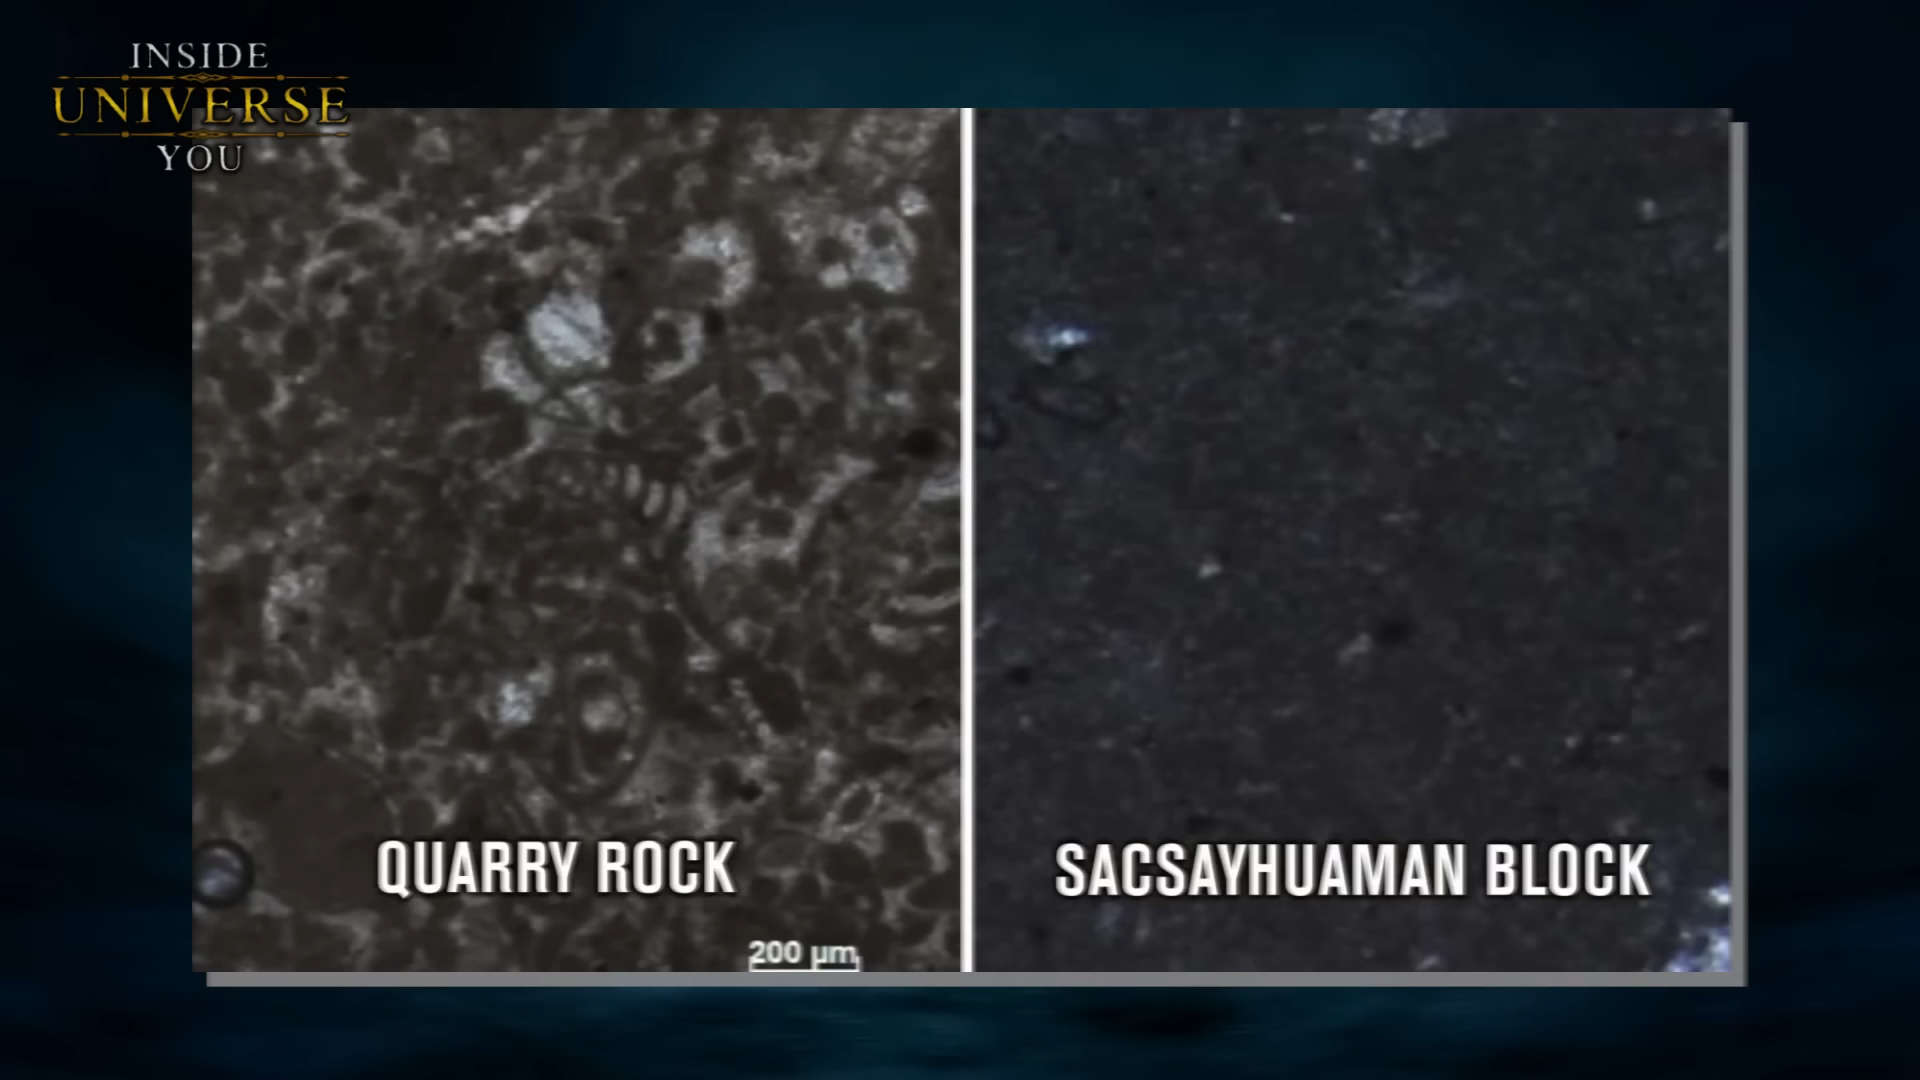 INSIDE
UNIVERSE
YOU
QUARRY ROCK
SACSAYHUAMAN BLOCK
200 µm